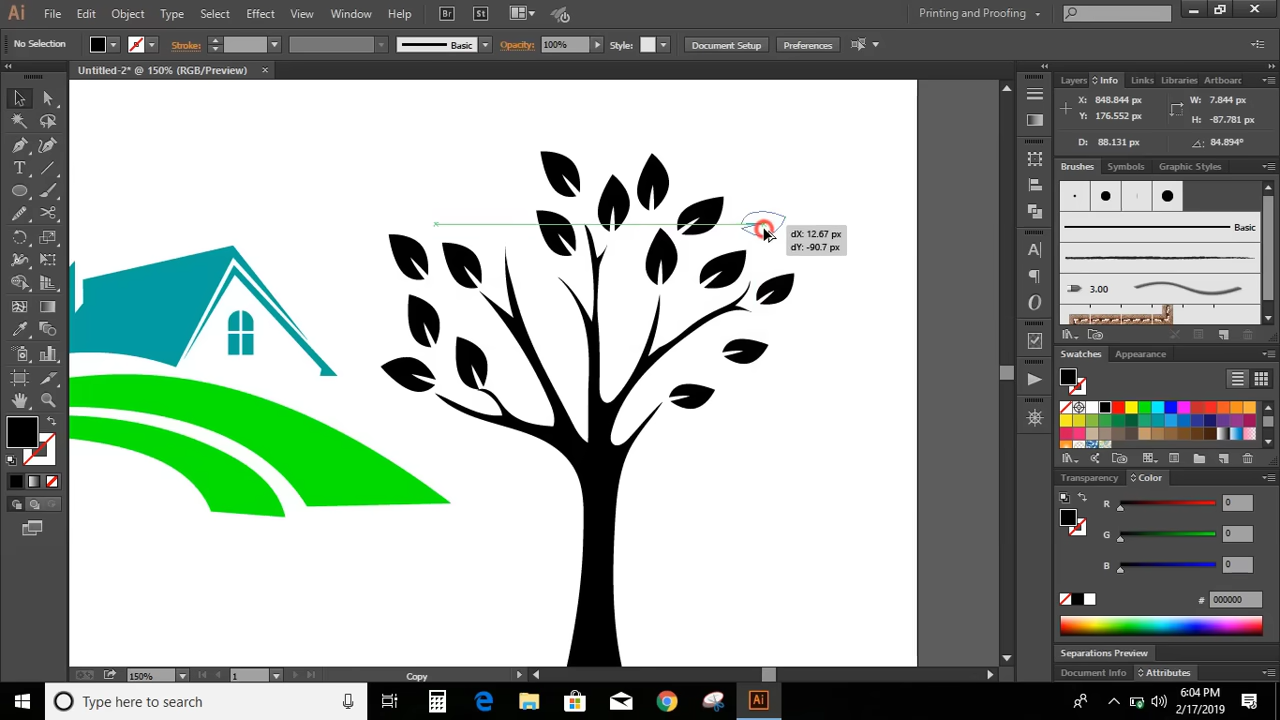 Ai File Edit Object Type Select Effect View Window Help Br St Printing and Proofing
No Selection Stroke: Basic Opacity: 100% Style: Document Setup Preferences
Untitled-2* @ 150% (RGB/Preview) ×
Layers Info Links Libraries Artboarc
X: 848.844 px W: 7.844 px
Y: 176.552 px H: -87.781 px
D: 88.131 px 84.894°
Brushes Symbols Graphic Styles
Basic
3.00
Swatches Appearance
Transparency Color
R 0
G 0
B 0
# 000000
Separations Preview
Document Info Attributes
dX: 12.67 px
dY: -90.7 px
150% 1 Copy
Type here to search
Ai
6:04 PM
2/17/2019